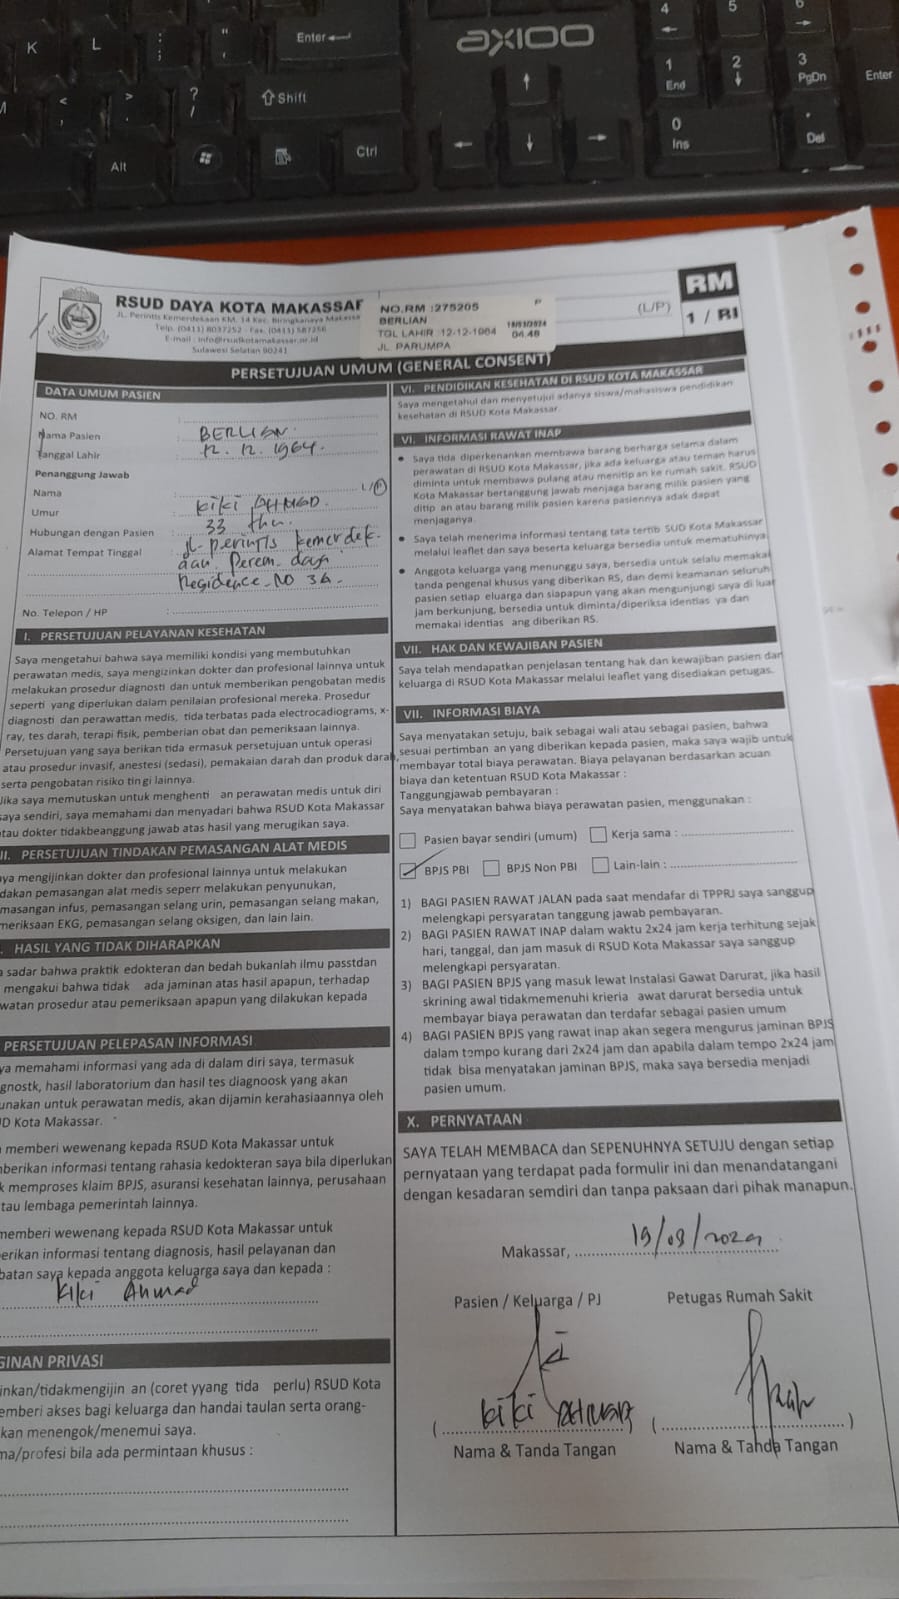 K
L
:
;
"
'
Enter
AXIOO
4
5
6
<
,
>
.
?
/
Shift
1
End
2
3
PgDn
Enter
Alt
Ctrl
0
Ins
.
Del
RSUD DAYA KOTA MAKASSAR
JL. Perintis Kemerdekaan KM. 14 Kec. Biringkanaya Makassa
Telp. (0411) 8037252 - Fax. (0411) 587256
E-mail : info@rsudkotamakassar.or.id
Sulawesi Selatan 90241
NO.RM :275205 P
BERLIAN
TGL LAHIR :12-12-1964
04.48
JL PARUMPA
(L/P)
RM
1 / RI
PERSETUJUAN UMUM (GENERAL CONSENT)
DATA UMUM PASIEN
NO. RM :
Nama Pasien : BERLIAN.
Tanggal Lahir : 12. 12. 1964.
Penanggung Jawab
Nama : KIKI AHMAD. L/P
Umur : 33 thn.
Hubungan dengan Pasien :
Alamat Tempat Tinggal : Jl. perintis kemerdek.
aan Perum. daya
Residence. NO 3A.
No. Telepon / HP :
I. PERSETUJUAN PELAYANAN KESEHATAN
Saya mengetahui bahwa saya memiliki kondisi yang membutuhkan
perawatan medis, saya mengizinkan dokter dan profesional lainnya untuk
melakukan prosedur diagnosti dan untuk memberikan pengobatan medis
seperti yang diperlukan dalam penilaian profesional mereka. Prosedur
diagnosti dan perawattan medis, tida terbatas pada electrocadiograms, x-
ray, tes darah, terapi fisik, pemberian obat dan pemeriksaan lainnya.
Persetujuan yang saya berikan tida ermasuk persetujuan untuk operasi
atau prosedur invasif, anestesi (sedasi), pemakaian darah dan produk darah,
serta pengobatan risiko tingi lainnya.
Jika saya memutuskan untuk menghenti an perawatan medis untuk diri
saya sendiri, saya memahami dan menyadari bahwa RSUD Kota Makassar
atau dokter tidakbeanggung jawab atas hasil yang merugikan saya.
II. PERSETUJUAN TINDAKAN PEMASANGAN ALAT MEDIS
ya mengijinkan dokter dan profesional lainnya untuk melakukan
dakan pemasangan alat medis seperr melakukan penyunukan,
masangan infus, pemasangan selang urin, pemasangan selang makan,
meriksaan EKG, pemasangan selang oksigen, dan lain lain.
. HASIL YANG TIDAK DIHARAPKAN
a sadar bahwa praktik edokteran dan bedah bukanlah ilmu passtdan
mengakui bahwa tidak ada jaminan atas hasil apapun, terhadap
watan prosedur atau pemeriksaan apapun yang dilakukan kepada
PERSETUJUAN PELEPASAN INFORMASI
ya memahami informasi yang ada di dalam diri saya, termasuk
gnostk, hasil laboratorium dan hasil tes diagnoosk yang akan
unakan untuk perawatan medis, akan dijamin kerahasiaannya oleh
D Kota Makassar.
memberi wewenang kepada RSUD Kota Makassar untuk
berikan informasi tentang rahasia kedokteran saya bila diperlukan
k memproses klaim BPJS, asuransi kesehatan lainnya, perusahaan
tau lembaga pemerintah lainnya.
memberi wewenang kepada RSUD Kota Makassar untuk
erikan informasi tentang diagnosis, hasil pelayanan dan
batan saya kepada anggota keluarga saya dan kepada :
Kiki Ahmad
GINAN PRIVASI
inkan/tidakmengijin an (coret yyang tida perlu) RSUD Kota
emberi akses bagi keluarga dan handai taulan serta orang-
kan menengok/menemui saya.
ma/profesi bila ada permintaan khusus :
VI. PENDIDIKAN KESEHATAN DI RSUD KOTA MAKASSAR
Saya mengetahui dan menyetujui adanya siswa/mahasiswa pendidikan
kesehatan di RSUD Kota Makassar.
VI. INFORMASI RAWAT INAP
• Saya tida diperkenankan membawa barang berharga selama dalam
perawatan di RSUD Kota Makassar, jika ada keluarga atau teman harus
diminta untuk membawa pulang atau menitip an ke rumah sakit. RSUD
Kota Makassar bertanggung jawab menjaga barang milik pasien yang
ditip an atau barang milik pasien karena pasiennya adak dapat
menjaganya.
• Saya telah menerima informasi tentang tata tertib SUD Kota Makassar
melalui leaflet dan saya beserta keluarga bersedia untuk mematuhinya.
• Anggota keluarga yang menunggu saya, bersedia untuk selalu memakai
tanda pengenal khusus yang diberikan RS, dan demi keamanan seluruh
pasien setiap eluarga dan siapapun yang akan mengunjungi saya di luar
jam berkunjung, bersedia untuk diminta/diperiksa identias ya dan
memakai identias ang diberikan RS.
VII. HAK DAN KEWAJIBAN PASIEN
Saya telah mendapatkan penjelasan tentang hak dan kewajiban pasien dan
keluarga di RSUD Kota Makassar melalui leaflet yang disediakan petugas.
VII. INFORMASI BIAYA
Saya menyatakan setuju, baik sebagai wali atau sebagai pasien, bahwa
sesuai pertimban an yang diberikan kepada pasien, maka saya wajib untuk
membayar total biaya perawatan. Biaya pelayanan berdasarkan acuan
biaya dan ketentuan RSUD Kota Makassar :
Tanggungjawab pembayaran :
Saya menyatakan bahwa biaya perawatan pasien, menggunakan :
Pasien bayar sendiri (umum) Kerja sama :
BPJS PBI BPJS Non PBI Lain-lain :
1) BAGI PASIEN RAWAT JALAN pada saat mendafar di TPPRJ saya sanggup
melengkapi persyaratan tanggung jawab pembayaran.
2) BAGI PASIEN RAWAT INAP dalam waktu 2x24 jam kerja terhitung sejak
hari, tanggal, dan jam masuk di RSUD Kota Makassar saya sanggup
melengkapi persyaratan.
3) BAGI PASIEN BPJS yang masuk lewat Instalasi Gawat Darurat, jika hasil
skrining awal tidakmemenuhi krieria awat darurat bersedia untuk
membayar biaya perawatan dan terdafar sebagai pasien umum
4) BAGI PASIEN BPJS yang rawat inap akan segera mengurus jaminan BPJS
dalam tempo kurang dari 2x24 jam dan apabila dalam tempo 2x24 jam
tidak bisa menyatakan jaminan BPJS, maka saya bersedia menjadi
pasien umum.
X. PERNYATAAN
SAYA TELAH MEMBACA dan SEPENUHNYA SETUJU dengan setiap
pernyataan yang terdapat pada formulir ini dan menandatangani
dengan kesadaran semdiri dan tanpa paksaan dari pihak manapun.
Makassar, 19/03/2024
Pasien / Keluarga / PJ Petugas Rumah Sakit
( KIKI AHMAD ) ( )
Nama & Tanda Tangan Nama & Tanda Tangan